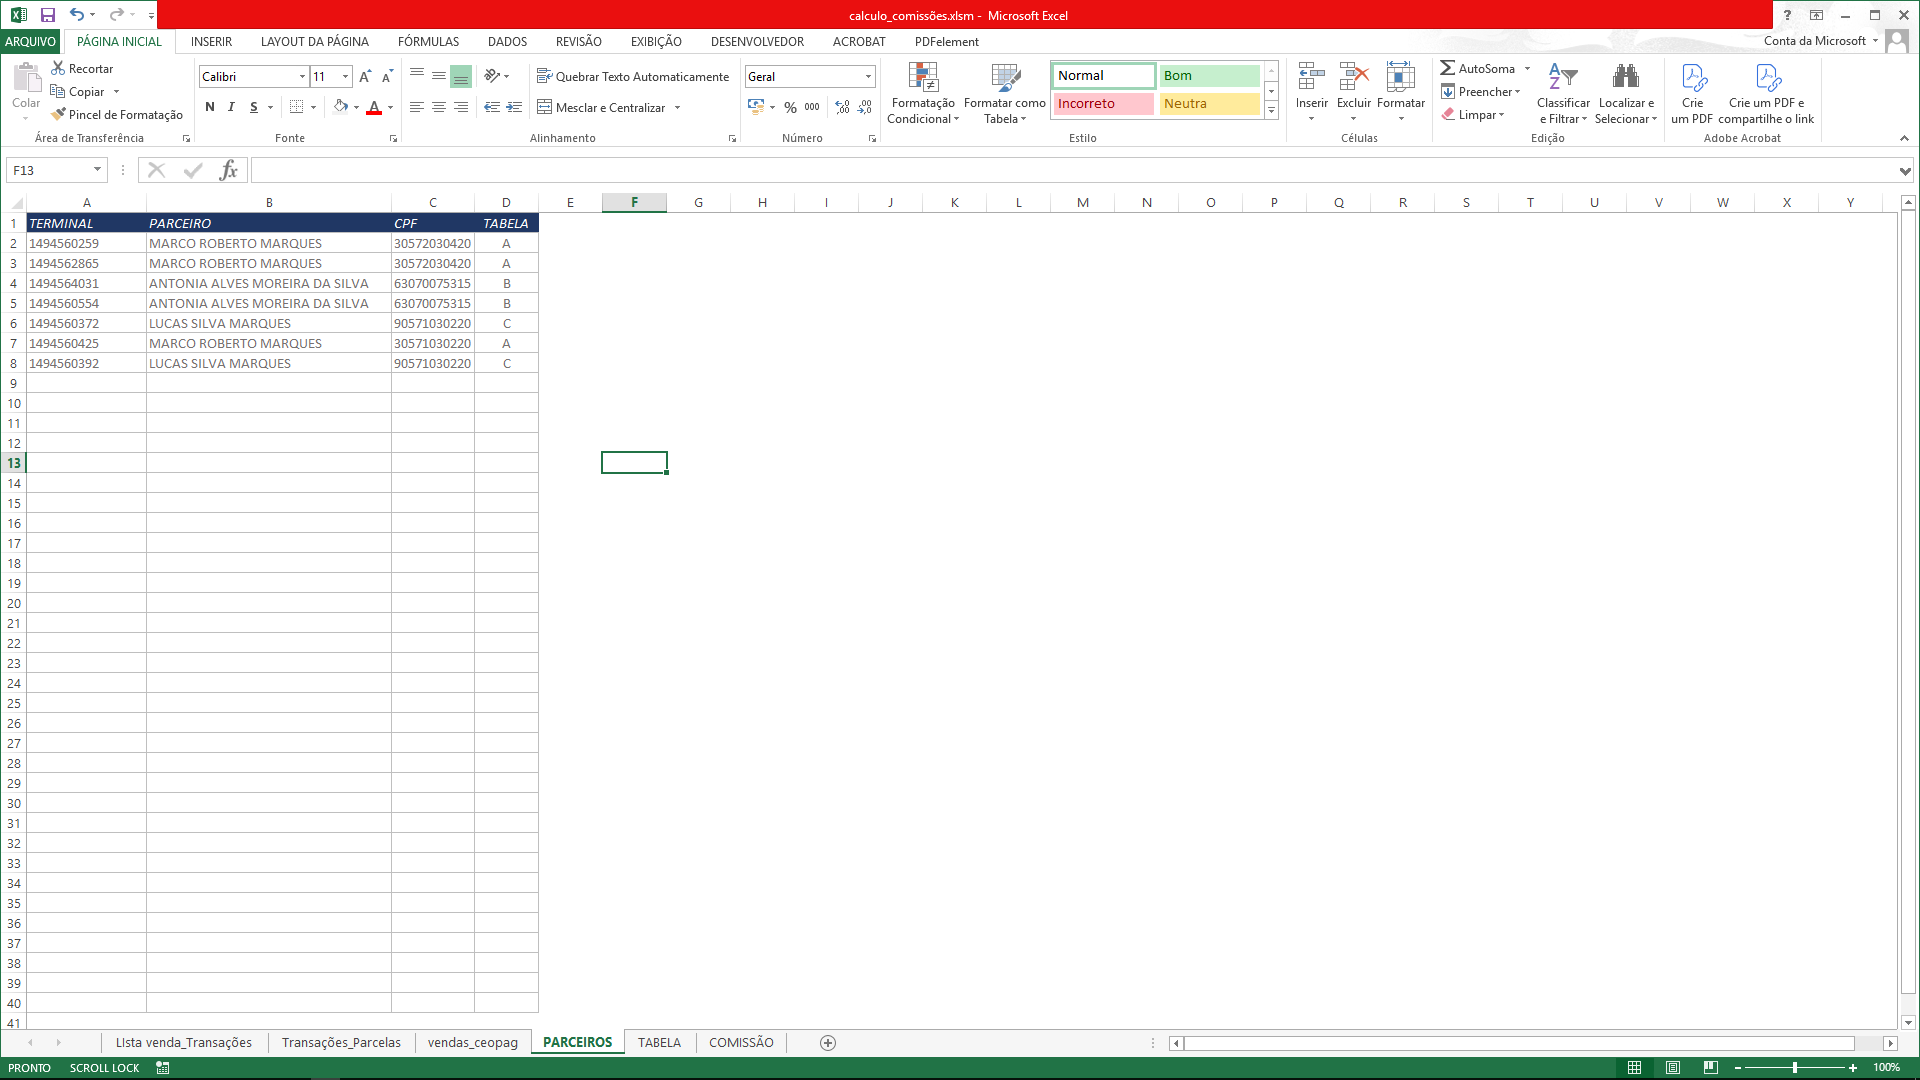 calculo_comissões.xlsm - Microsoft Excel
ARQUIVO PÁGINA INICIAL INSERIR LAYOUT DA PÁGINA FÓRMULAS DADOS REVISÃO EXIBIÇÃO DESENVOLVEDOR ACROBAT PDFelement Conta da Microsoft
Colar
Recortar
Copiar
Pincel de Formatação
Área de Transferência
Calibri 11
N I S
Fonte
Quebrar Texto Automaticamente
Mesclar e Centralizar
Alinhamento
Geral
% 000
Número
Formatação Condicional
Formatar como Tabela
Normal Bom
Incorreto Neutra
Estilo
Inserir Excluir Formatar
Células
AutoSoma
Preencher
Limpar
Classificar e Filtrar
Localizar e Selecionar
Edição
Crie um PDF
Crie um PDF e compartilhe o link
Adobe Acrobat
F13
fx
A B C D E F G H I J K L M N O P Q R S T U V W X Y
1 TERMINAL PARCEIRO CPF TABELA
2 1494560259 MARCO ROBERTO MARQUES 30572030420 A
3 1494562865 MARCO ROBERTO MARQUES 30572030420 A
4 1494564031 ANTONIA ALVES MOREIRA DA SILVA 63070075315 B
5 1494560554 ANTONIA ALVES MOREIRA DA SILVA 63070075315 B
6 1494560372 LUCAS SILVA MARQUES 90571030220 C
7 1494560425 MARCO ROBERTO MARQUES 30571030220 A
8 1494560392 LUCAS SILVA MARQUES 90571030220 C
9
10
11
12
13
14
15
16
17
18
19
20
21
22
23
24
25
26
27
28
29
30
31
32
33
34
35
36
37
38
39
40
41
LIsta venda_Transações Transações_Parcelas vendas_ceopag PARCEIROS TABELA COMISSÃO
PRONTO SCROLL LOCK 100%